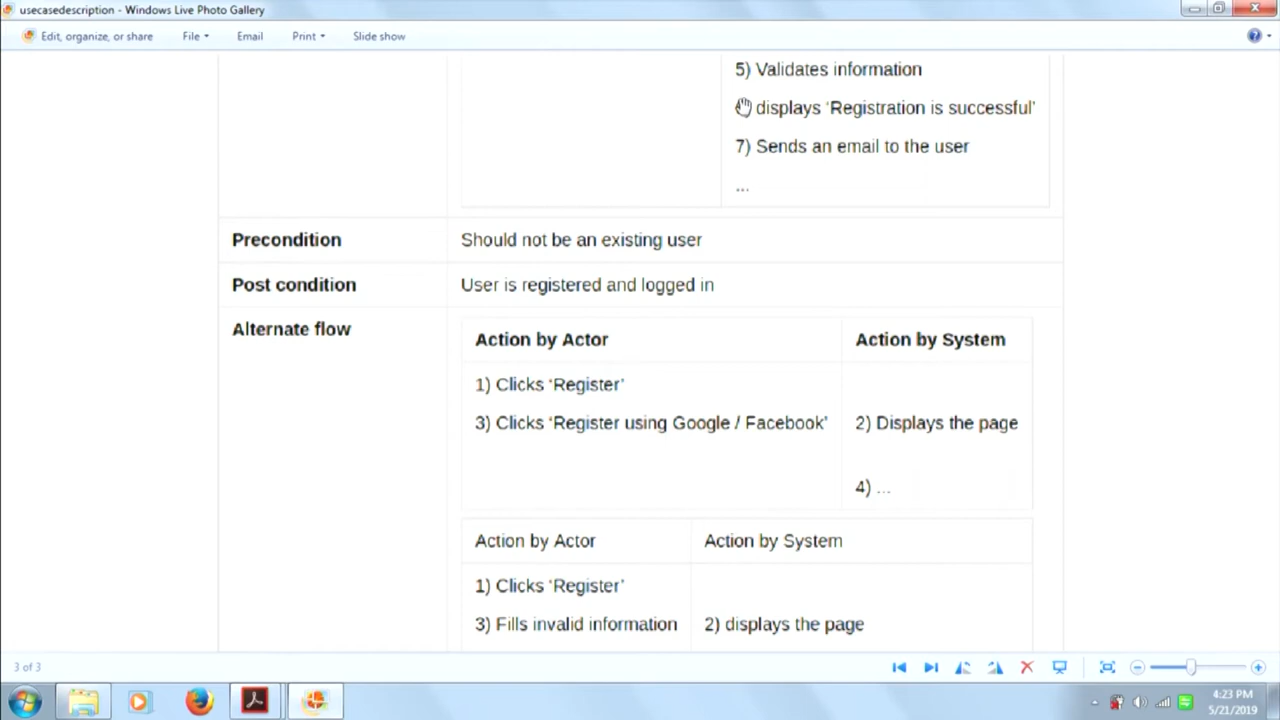 usecasedescription - Windows Live Photo Gallery
Edit, organize, or share File Email Print Slide show
5) Validates information
displays ‘Registration is successful’
7) Sends an email to the user
...
Precondition Should not be an existing user
Post condition User is registered and logged in
Alternate flow
Action by Actor Action by System
1) Clicks ‘Register’
3) Clicks ‘Register using Google / Facebook’ 2) Displays the page
4) ...
Action by Actor Action by System
1) Clicks ‘Register’
3) Fills invalid information 2) displays the page
3 of 3
4:23 PM
5/21/2019